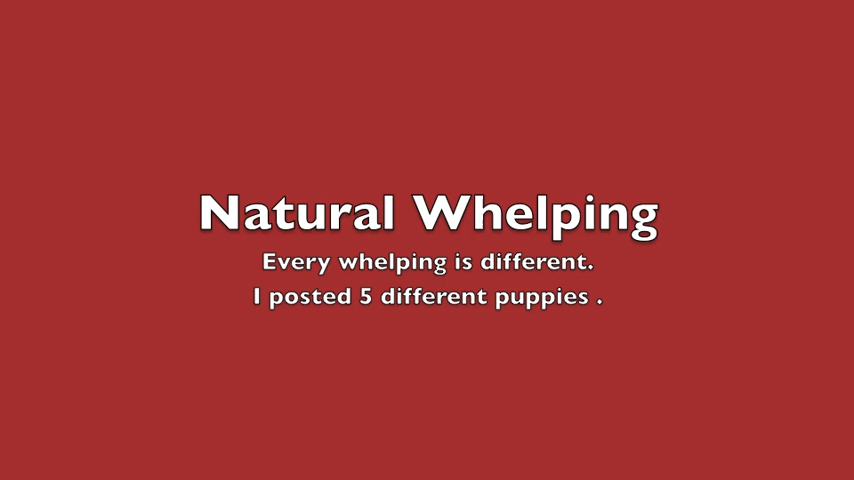 Natural Whelping
Every whelping is different.
I posted 5 different puppies .